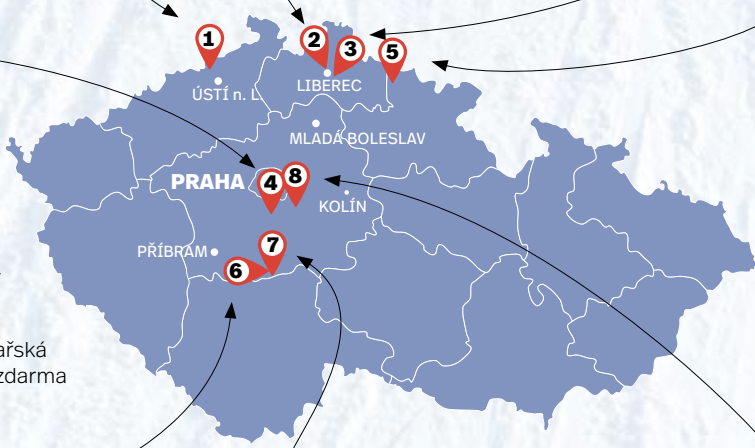 1
2
3
5
ÚSTÍ n. L.
LIBEREC
MLADÁ BOLESLAV
PRAHA
4
8
KOLÍN
PŘÍBRAM
7
6
ařská
zdarma